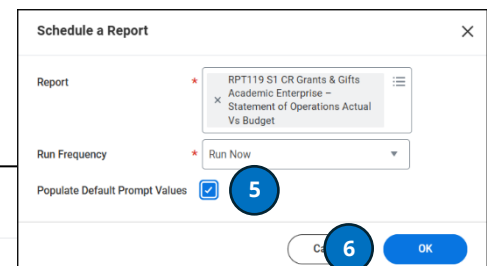 Schedule a Report
Report
*
RPT119 S1 CR Grants & Gifts
Academic Enterprise –
Statement of Operations Actual
Vs Budget
Run Frequency
*
Run Now
Populate Default Prompt Values
5
6
OK